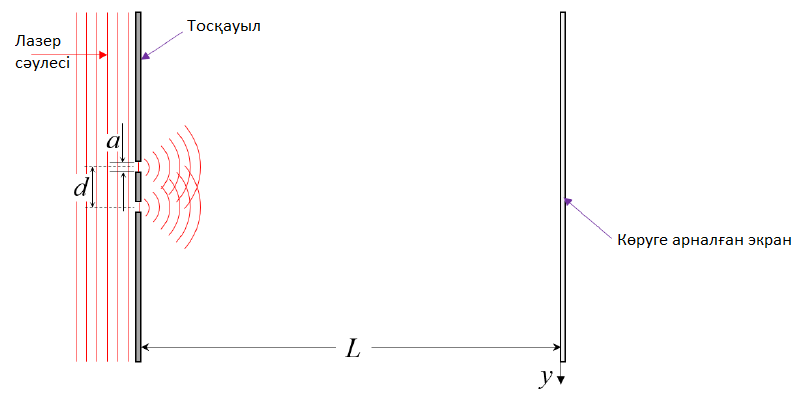 Лазер
сәулесі
Тосқауыл
a
d
Көруге арналған экран
L
y